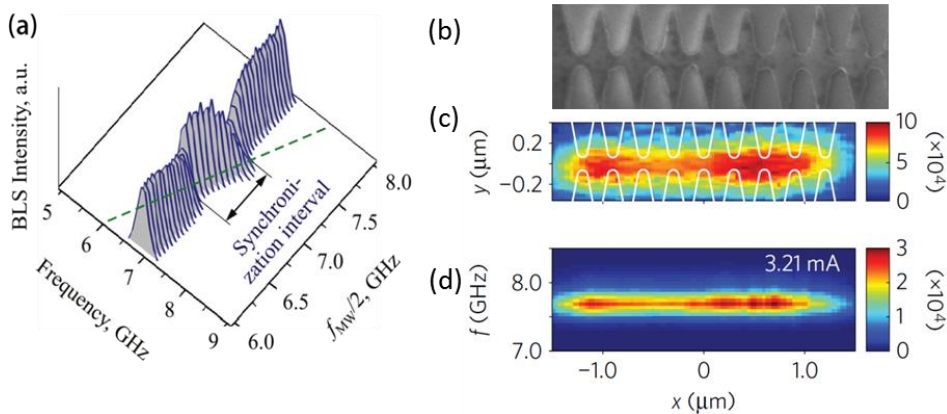 (a)
BLS Intensity, a.u.
5
6
7
8
9
Frequency, GHz
6.0
6.5
7.0
7.5
8.0
f_MW/2, GHz
Synchroni-
zation interval
(b)
(c)
y (μm)
0.2
−0.2
10
5
0
(×10⁴)
(d)
3.21 mA
f (GHz)
8.0
7.0
3
2
1
0
(×10⁴)
−1.0
0
1.0
x (μm)